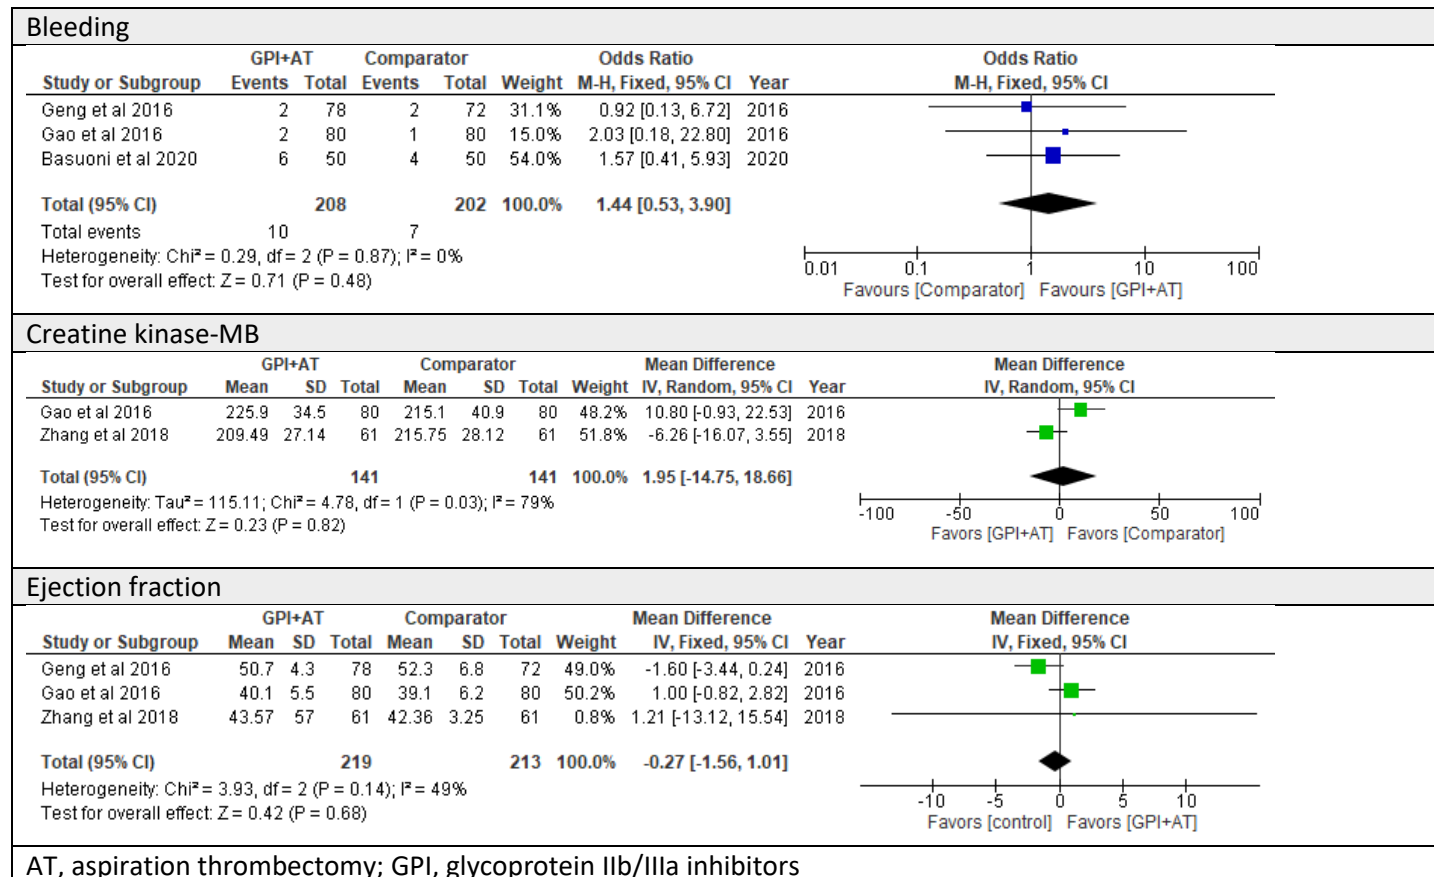 Bleeding
GPI+AT Comparator Odds Ratio Odds Ratio
Study or Subgroup Events Total Events Total Weight M-H, Fixed, 95% CI Year M-H, Fixed, 95% CI
Geng et al 2016 2 78 2 72 31.1% 0.92 [0.13, 6.72] 2016
Gao et al 2016 2 80 1 80 15.0% 2.03 [0.18, 22.80] 2016
Basuoni et al 2020 6 50 4 50 54.0% 1.57 [0.41, 5.93] 2020
Total (95% CI) 208 202 100.0% 1.44 [0.53, 3.90]
Total events 10 7
Heterogeneity: Chi² = 0.29, df = 2 (P = 0.87); I² = 0%
Test for overall effect: Z = 0.71 (P = 0.48)
0.01 0.1 1 10 100
Favours [Comparator] Favours [GPI+AT]
Creatine kinase-MB
GPI+AT Comparator Mean Difference Mean Difference
Study or Subgroup Mean SD Total Mean SD Total Weight IV, Random, 95% CI Year IV, Random, 95% CI
Gao et al 2016 225.9 34.5 80 215.1 40.9 80 48.2% 10.80 [-0.93, 22.53] 2016
Zhang et al 2018 209.49 27.14 61 215.75 28.12 61 51.8% -6.26 [-16.07, 3.55] 2018
Total (95% CI) 141 141 100.0% 1.95 [-14.75, 18.66]
Heterogeneity: Tau² = 115.11; Chi² = 4.78, df = 1 (P = 0.03); I² = 79%
Test for overall effect: Z = 0.23 (P = 0.82)
-100 -50 0 50 100
Favors [GPI+AT] Favors [Comparator]
Ejection fraction
GPI+AT Comparator Mean Difference Mean Difference
Study or Subgroup Mean SD Total Mean SD Total Weight IV, Fixed, 95% CI Year IV, Fixed, 95% CI
Geng et al 2016 50.7 4.3 78 52.3 6.8 72 49.0% -1.60 [-3.44, 0.24] 2016
Gao et al 2016 40.1 5.5 80 39.1 6.2 80 50.2% 1.00 [-0.82, 2.82] 2016
Zhang et al 2018 43.57 57 61 42.36 3.25 61 0.8% 1.21 [-13.12, 15.54] 2018
Total (95% CI) 219 213 100.0% -0.27 [-1.56, 1.01]
Heterogeneity: Chi² = 3.93, df = 2 (P = 0.14); I² = 49%
Test for overall effect: Z = 0.42 (P = 0.68)
-10 -5 0 5 10
Favors [control] Favors [GPI+AT]
AT, aspiration thrombectomy; GPI, glycoprotein IIb/IIIa inhibitors